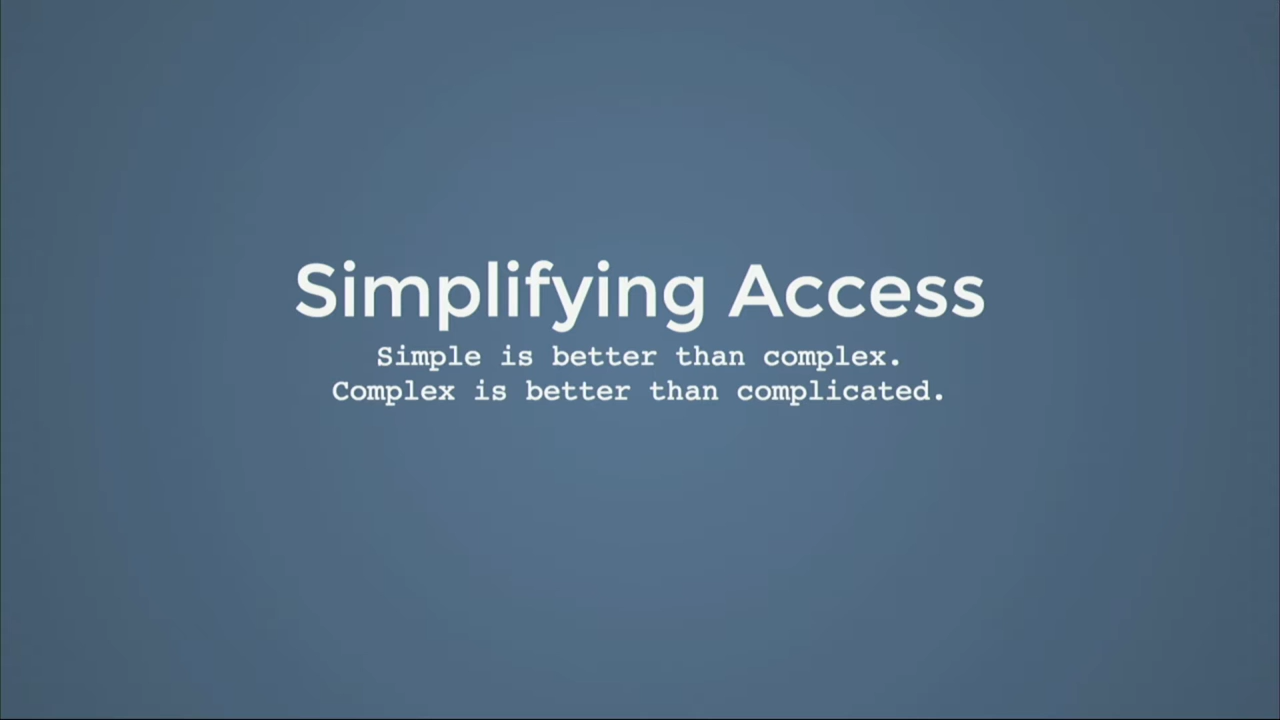 Simplifying Access
Simple is better than complex.
Complex is better than complicated.